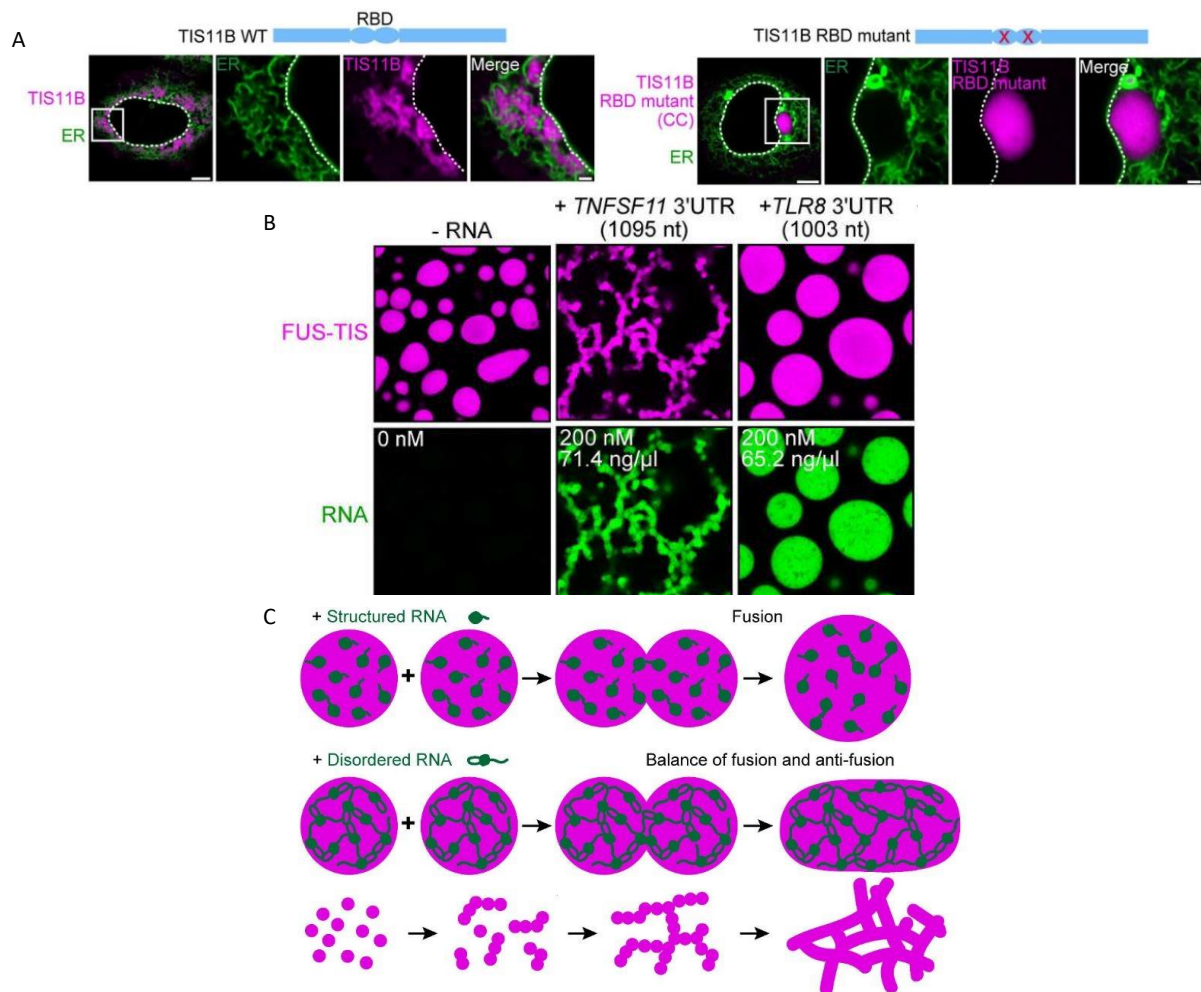 A
RBD
TIS11B WT
TIS11B RBD mutant
X X
TIS11B
ER
ER
TIS11B
Merge
TIS11B
RBD mutant
(CC)
ER
ER
TIS11B
RBD mutant
Merge
B
- RNA
+ TNFSF11 3'UTR
(1095 nt)
+TLR8 3'UTR
(1003 nt)
FUS-TIS
RNA
0 nM
200 nM
71.4 ng/µl
200 nM
65.2 ng/µl
C
+ Structured RNA
Fusion
+
+ Disordered RNA
Balance of fusion and anti-fusion
+